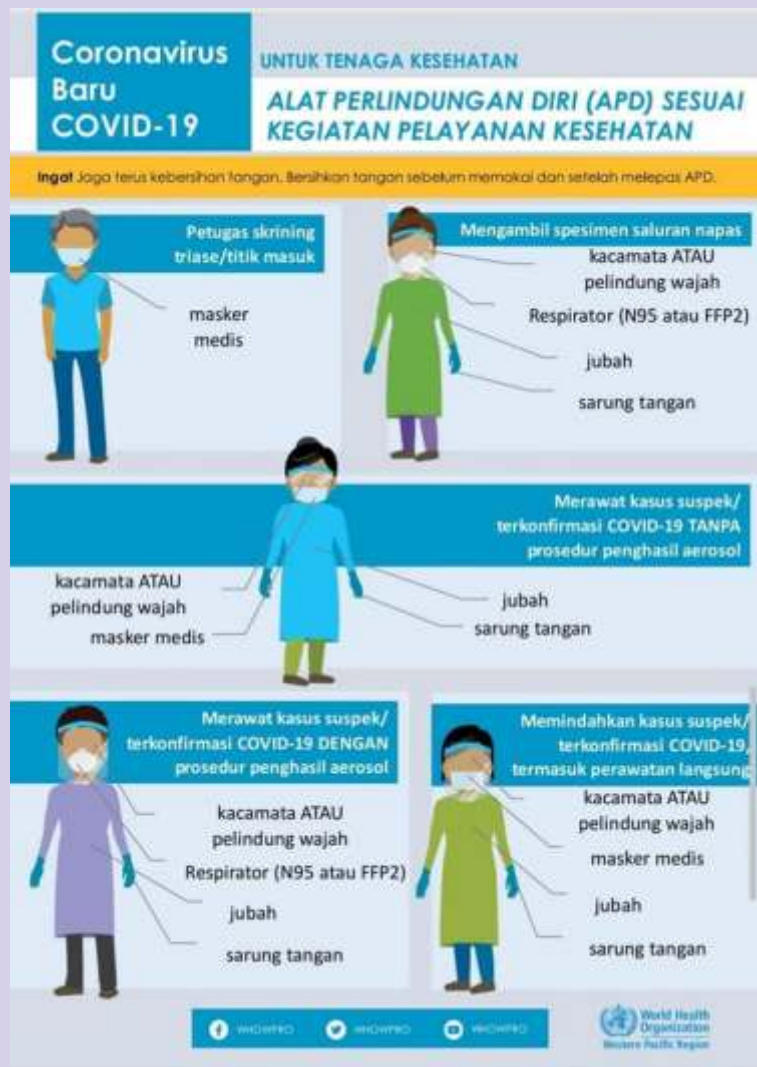 Coronavirus
Baru
COVID-19
UNTUK TENAGA KESEHATAN
ALAT PERLINDUNGAN DIRI (APD) SESUAI
KEGIATAN PELAYANAN KESEHATAN
Ingat Jaga terus kebersihan tangan. Bersihkan tangan sebelum memakai dan setelah melepas APD.
Petugas skrining
triase/titik masuk
masker
medis
Mengambil spesimen saluran napas
kacamata ATAU
pelindung wajah
Respirator (N95 atau FFP2)
jubah
sarung tangan
Merawat kasus suspek/
terkonfirmasi COVID-19 TANPA
prosedur penghasil aerosol
kacamata ATAU
pelindung wajah
masker medis
jubah
sarung tangan
Merawat kasus suspek/
terkonfirmasi COVID-19 DENGAN
prosedur penghasil aerosol
kacamata ATAU
pelindung wajah
Respirator (N95 atau FFP2)
jubah
sarung tangan
Memindahkan kasus suspek/
terkonfirmasi COVID-19,
termasuk perawatan langsung
kacamata ATAU
pelindung wajah
masker medis
jubah
sarung tangan
WHOWPRO
WHOWPRO
WHOWPRO
World Health
Organization
Western Pacific Region